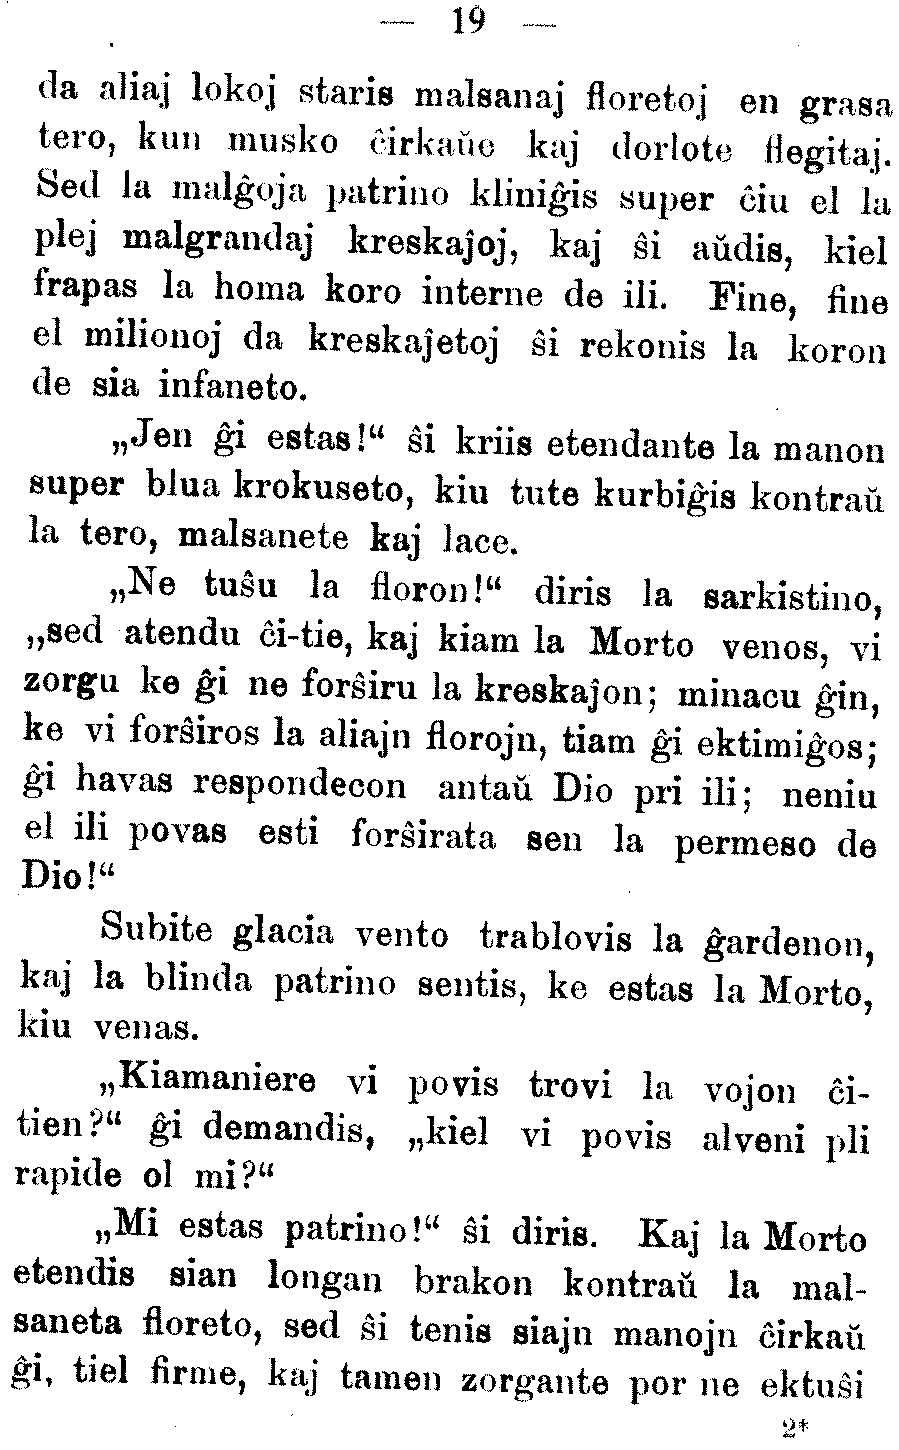 — 19 —
da aliaj lokoj staris malsanaj floretoj en grasa
tero, kun musko ĉirkaŭe kaj dorlote flegitaj.
Sed la malĝoja patrino kliniĝis super ĉiu el la
plej malgrandaj kreskaĵoj, kaj ŝi aŭdis, kiel
frapas la homa koro interne de ili. Fine, fine
el milionoj da kreskaĵetoj ŝi rekonis la koron
de sia infaneto.
„Jen ĝi estas!“ ŝi kriis etendante la manon
super blua krokuseto, kiu tute kurbiĝis kontraŭ
la tero, malsanete kaj lace.
„Ne tuŝu la floron!“ diris la sarkistino,
„sed atendu ĉi-tie, kaj kiam la Morto venos, vi
zorgu ke ĝi ne forŝiru la kreskaĵon; minacu ĝin,
ke vi forŝiros la aliajn florojn, tiam ĝi ektimiĝos;
ĝi havas respondecon antaŭ Dio pri ili; neniu
el ili povas esti forŝirata sen la permeso de
Dio!“
Subite glacia vento trablovis la ĝardenon,
kaj la blinda patrino sentis, ke estas la Morto,
kiu venas.
„Kiamaniere vi povis trovi la vojon ĉi-
tien?“ ĝi demandis, „kiel vi povis alveni pli
rapide ol mi?“
„Mi estas patrino!“ ŝi diris. Kaj la Morto
etendis sian longan brakon kontraŭ la mal-
saneta floreto, sed ŝi tenis siajn manojn ĉirkaŭ
ĝi, tiel firme, kaj tamen zorgante por ne ektuŝi
2*